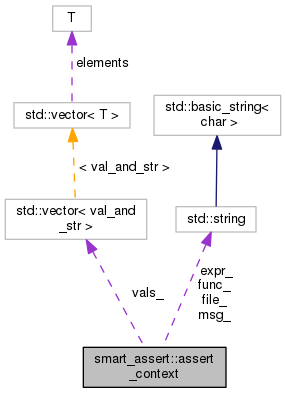 T
elements
std::vector< T >
std::basic_string<
char >
< val_and_str >
std::vector< val_and
_str >
std::string
vals_
expr_
func_
file_
msg_
smart_assert::assert
_context